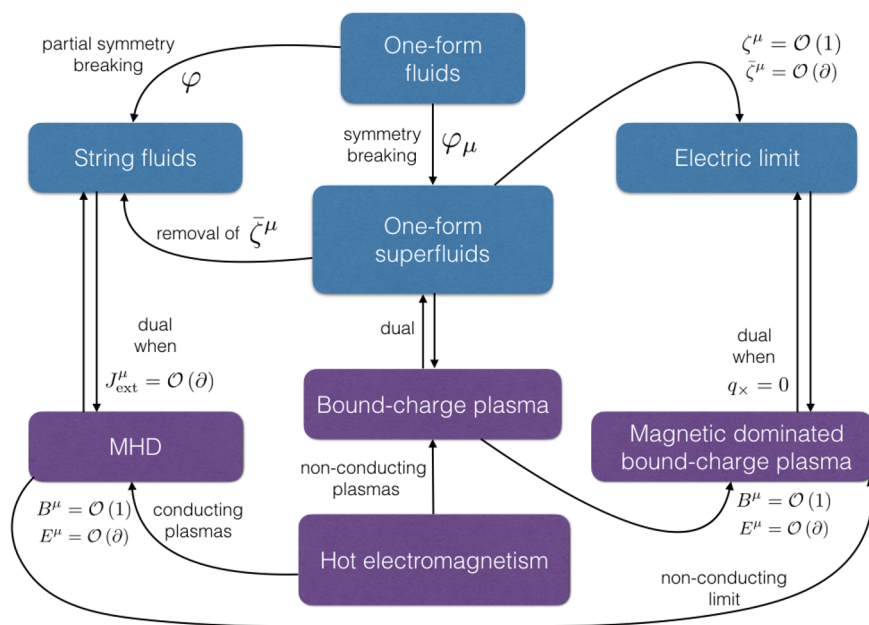 partial symmetry
breaking
φ
One-form
fluids
ζ^μ = O(1)
ζ̄^μ = O(∂)
String fluids
symmetry
breaking
φ_μ
Electric limit
removal of ζ̄^μ
One-form
superfluids
dual
when
J^μ_ext = O(∂)
dual
dual
when
q_× = 0
Bound-charge plasma
MHD
Magnetic dominated
bound-charge plasma
B^μ = O(1)
E^μ = O(∂)
conducting
plasmas
non-conducting
plasmas
B^μ = O(1)
E^μ = O(∂)
Hot electromagnetism
non-conducting
limit